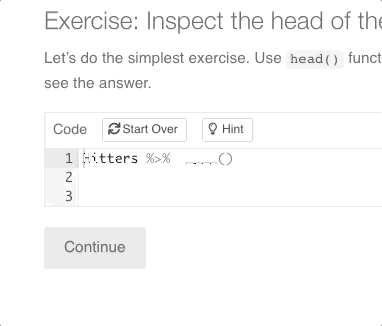 Exercise: Inspect the head of the
Let's do the simplest exercise. Use head() funct
see the answer.
Code Start Over Hint
1 Hitters %>% ()
2
3
Continue